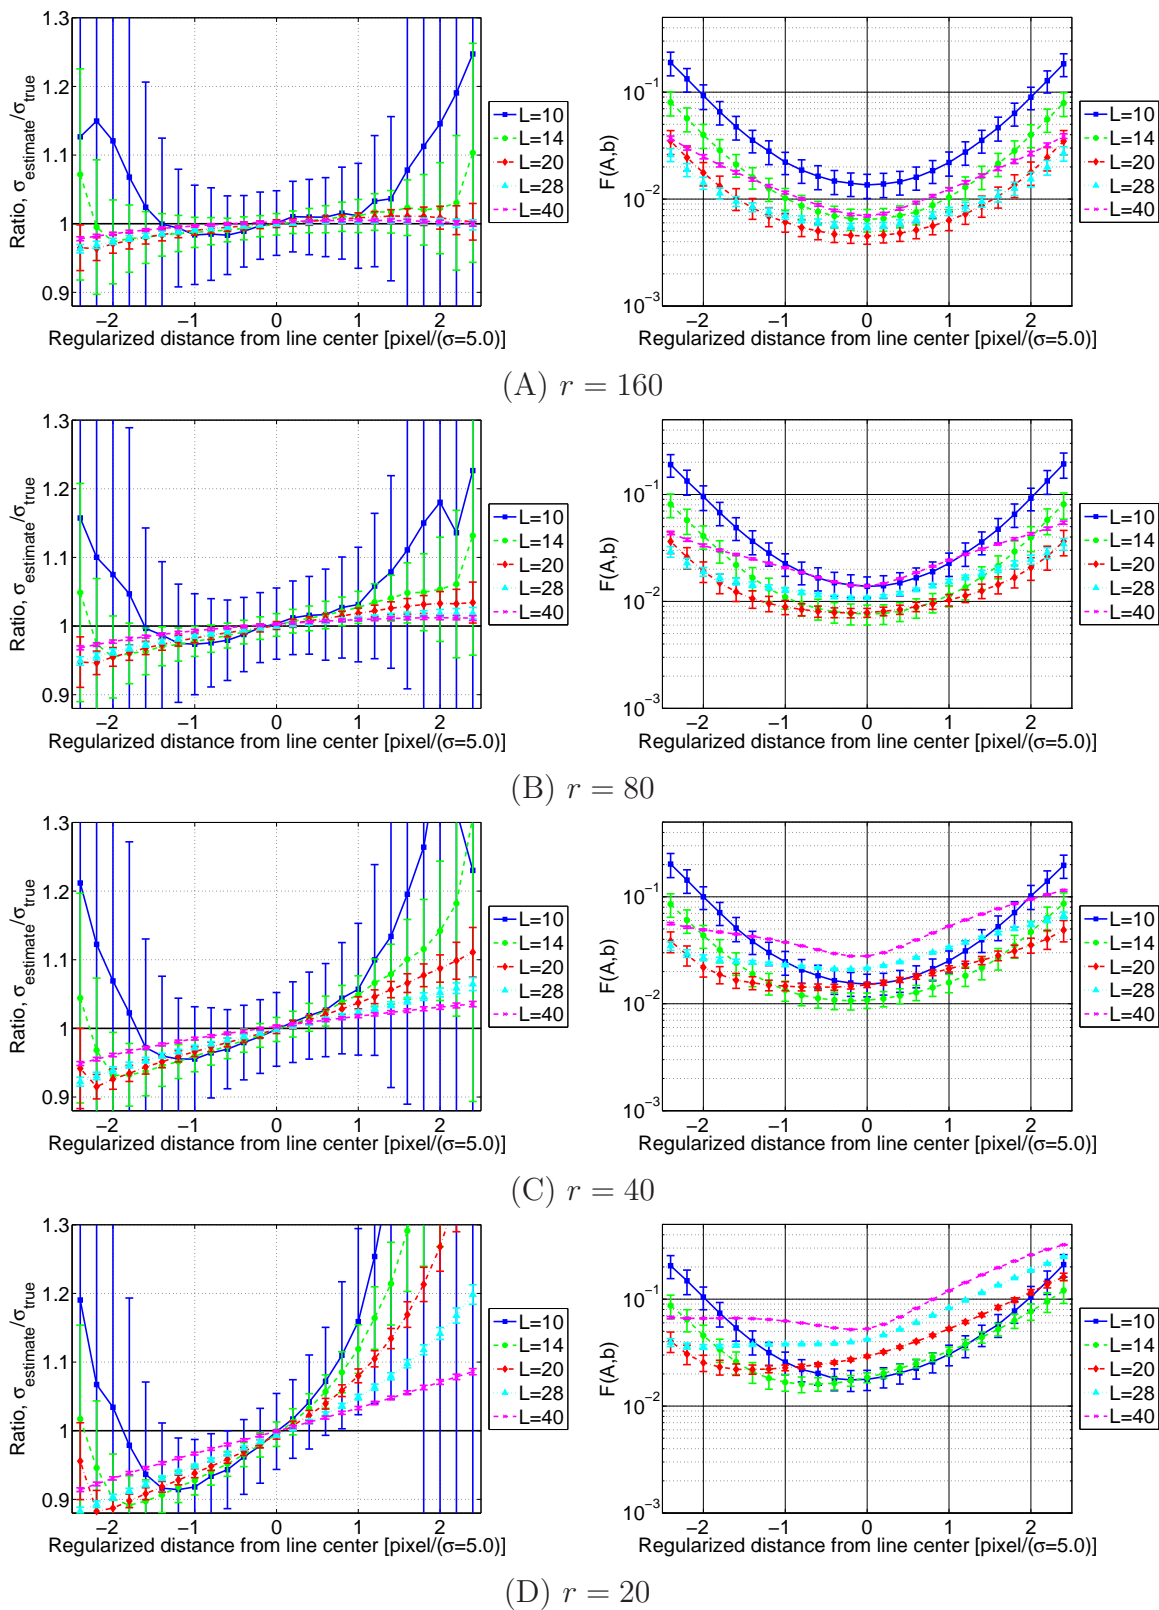 1.3
1.2
1.1
1
0.9
Ratio, σestimate/σtrue
−2 −1 0 1 2
Regularized distance from line center [pixel/(σ=5.0)]
L=10
L=14
L=20
L=28
L=40
10−1
10−2
10−3
F(A,b)
−2 −1 0 1 2
Regularized distance from line center [pixel/(σ=5.0)]
L=10
L=14
L=20
L=28
L=40
(A) r = 160
1.3
1.2
1.1
1
0.9
Ratio, σestimate/σtrue
−2 −1 0 1 2
Regularized distance from line center [pixel/(σ=5.0)]
L=10
L=14
L=20
L=28
L=40
10−1
10−2
10−3
F(A,b)
−2 −1 0 1 2
Regularized distance from line center [pixel/(σ=5.0)]
L=10
L=14
L=20
L=28
L=40
(B) r = 80
1.3
1.2
1.1
1
0.9
Ratio, σestimate/σtrue
−2 −1 0 1 2
Regularized distance from line center [pixel/(σ=5.0)]
L=10
L=14
L=20
L=28
L=40
10−1
10−2
10−3
F(A,b)
−2 −1 0 1 2
Regularized distance from line center [pixel/(σ=5.0)]
L=10
L=14
L=20
L=28
L=40
(C) r = 40
1.3
1.2
1.1
1
0.9
Ratio, σestimate/σtrue
−2 −1 0 1 2
Regularized distance from line center [pixel/(σ=5.0)]
L=10
L=14
L=20
L=28
L=40
10−1
10−2
10−3
F(A,b)
−2 −1 0 1 2
Regularized distance from line center [pixel/(σ=5.0)]
L=10
L=14
L=20
L=28
L=40
(D) r = 20